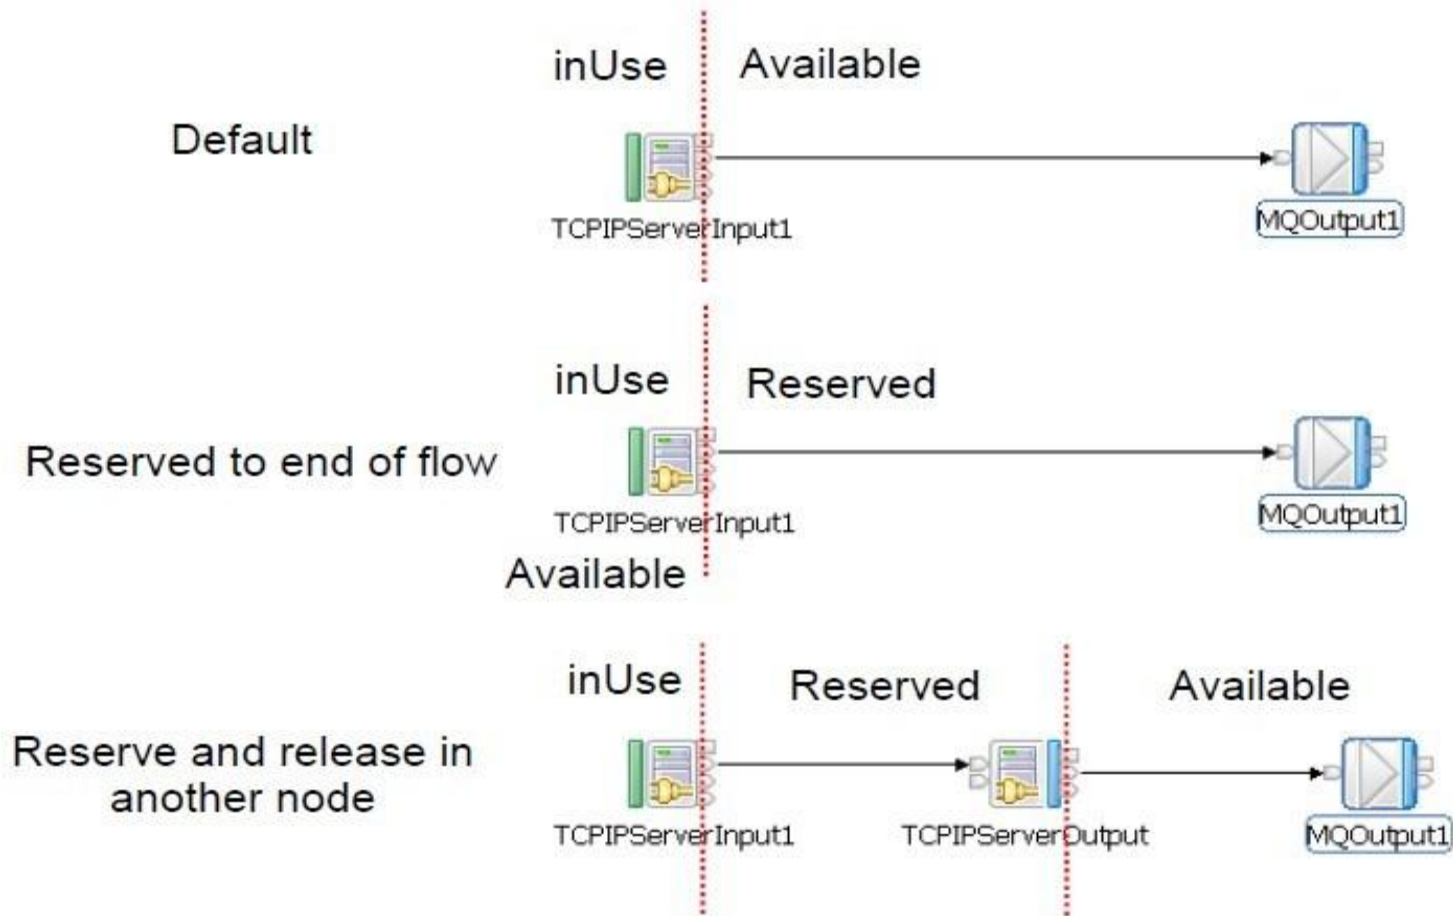 inUse Available
Default
TCPIPServerInput1 MQOutput1
inUse Reserved
Reserved to end of flow
TCPIPServerInput1 MQOutput1
Available
inUse Reserved Available
Reserve and release in
another node
TCPIPServerInput1 TCPIPServerOutput MQOutput1